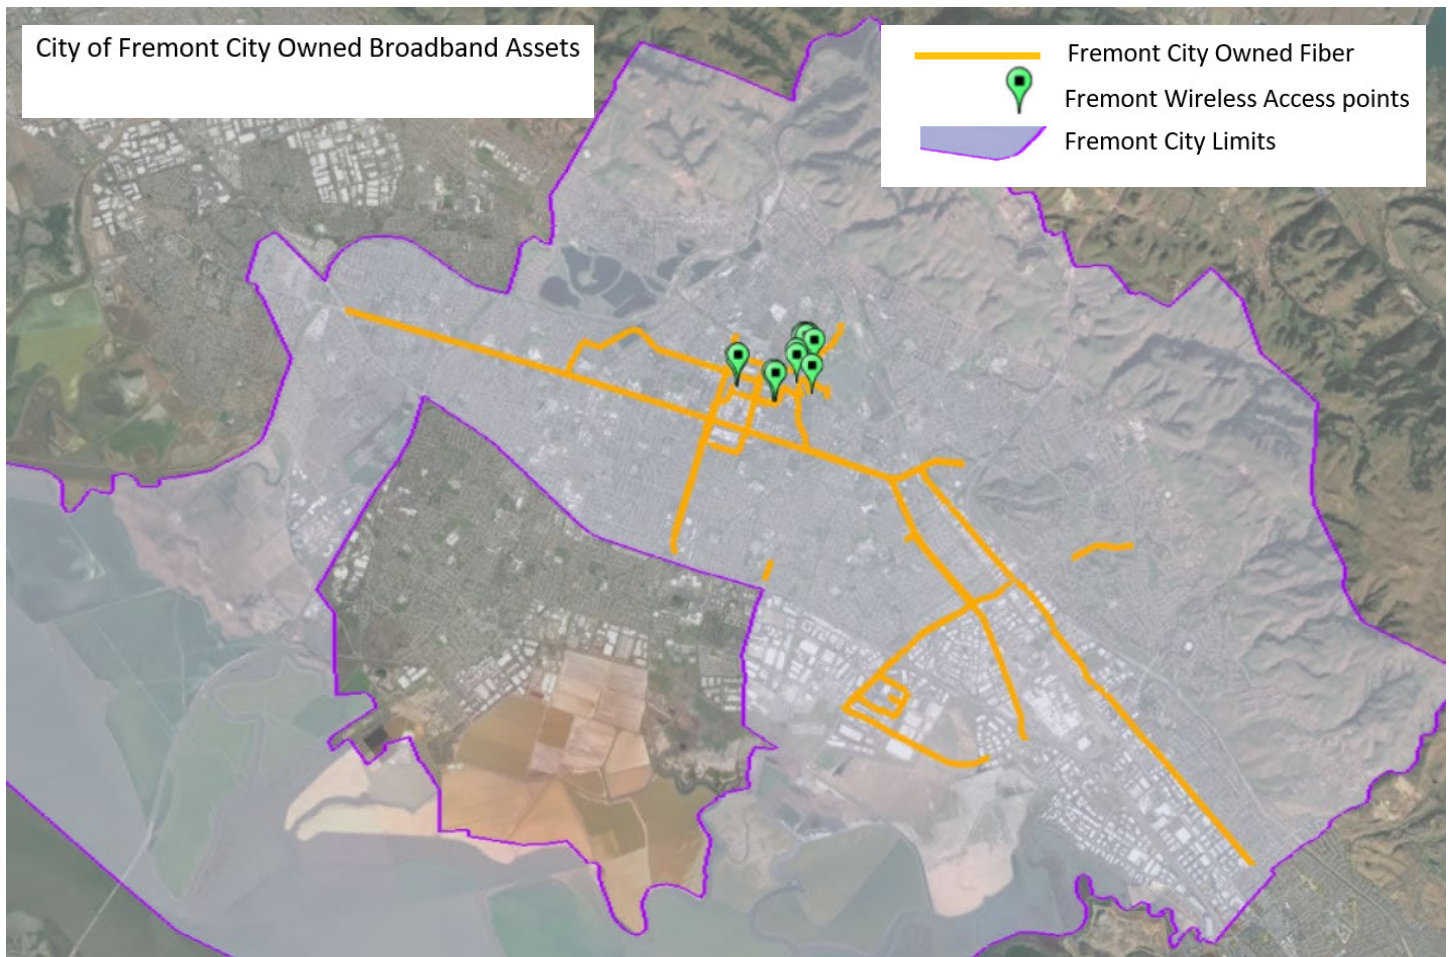 City of Fremont City Owned Broadband Assets
Fremont City Owned Fiber
Fremont Wireless Access points
Fremont City Limits